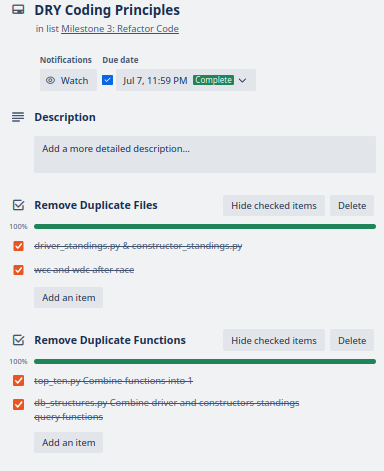 DRY Coding Principles
in list Milestone 3: Refactor Code
Notifications Due date
Watch Jul 7, 11:59 PM Complete
Description
Add a more detailed description...
Remove Duplicate Files Hide checked items Delete
100%
driver_standings.py & constructor_standings.py
wcc and wdc after race
Add an item
Remove Duplicate Functions Hide checked items Delete
100%
top_ten.py Combine functions into 1
db_structures.py Combine driver and constructors standings
query functions
Add an item